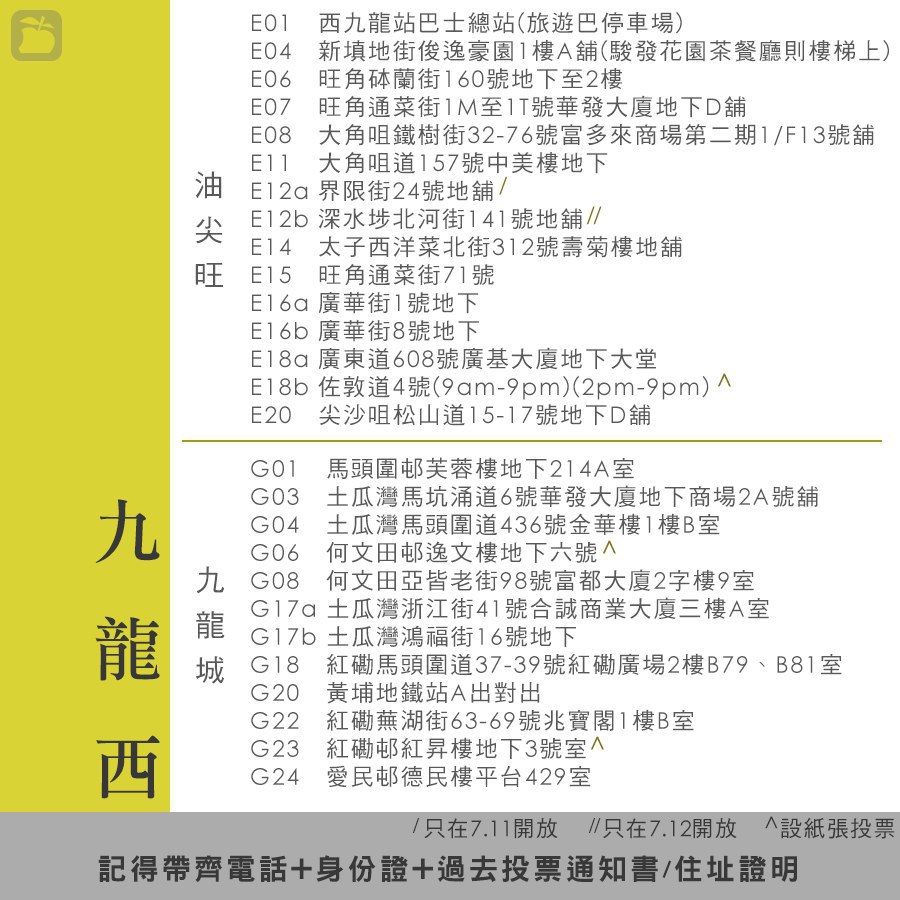 九龍西
油尖旺
E01 西九龍站巴士總站(旅遊巴停車場)
E04 新填地街俊逸豪園1樓A舖(駿發花園茶餐廳則樓梯上)
E06 旺角砵蘭街160號地下至2樓
E07 旺角通菜街1M至1T號華發大廈地下D舖
E08 大角咀鐵樹街32-76號富多來商場第二期1/F13號舖
E11 大角咀道157號中美樓地下
E12a 界限街24號地舖/
E12b 深水埗北河街141號地舖//
E14 太子西洋菜北街312號壽菊樓地舖
E15 旺角通菜街71號
E16a 廣華街1號地下
E16b 廣華街8號地下
E18a 廣東道608號廣基大廈地下大堂
E18b 佐敦道4號(9am-9pm)(2pm-9pm)^
E20 尖沙咀松山道15-17號地下D舖
九龍城
G01 馬頭圍邨芙蓉樓地下214A室
G03 土瓜灣馬坑涌道6號華發大廈地下商場2A號舖
G04 土瓜灣馬頭圍道436號金華樓1樓B室
G06 何文田邨逸文樓地下六號^
G08 何文田亞皆老街98號富都大廈2字樓9室
G17a 土瓜灣浙江街41號合誠商業大廈三樓A室
G17b 土瓜灣鴻福街16號地下
G18 紅磡馬頭圍道37-39號紅磡廣場2樓B79、B81室
G20 黃埔地鐵站A出對出
G22 紅磡蕪湖街63-69號兆寶閣1樓B室
G23 紅磡邨紅昇樓地下3號室^
G24 愛民邨德民樓平台429室
/只在7.11開放 //只在7.12開放 ^設紙張投票
記得帶齊電話+身份證+過去投票通知書/住址證明